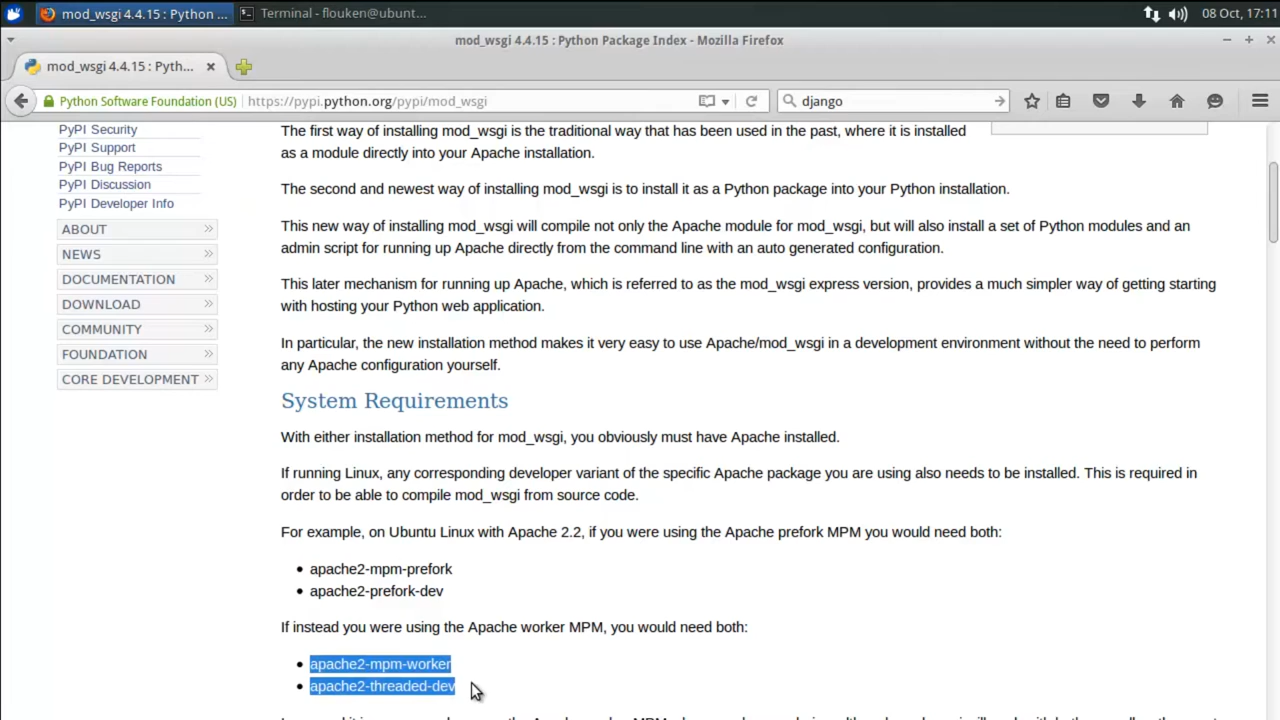 mod_wsgi 4.4.15 : Python ... Terminal - flouken@ubunt... 08 Oct, 17:11
mod_wsgi 4.4.15 : Python Package Index - Mozilla Firefox
mod_wsgi 4.4.15 : Pyth...
Python Software Foundation (US) https://pypi.python.org/pypi/mod_wsgi django
PyPI Security
PyPI Support
PyPI Bug Reports
PyPI Discussion
PyPI Developer Info
ABOUT
NEWS
DOCUMENTATION
DOWNLOAD
COMMUNITY
FOUNDATION
CORE DEVELOPMENT
The first way of installing mod_wsgi is the traditional way that has been used in the past, where it is installed
as a module directly into your Apache installation.
The second and newest way of installing mod_wsgi is to install it as a Python package into your Python installation.
This new way of installing mod_wsgi will compile not only the Apache module for mod_wsgi, but will also install a set of Python modules and an
admin script for running up Apache directly from the command line with an auto generated configuration.
This later mechanism for running up Apache, which is referred to as the mod_wsgi express version, provides a much simpler way of getting starting
with hosting your Python web application.
In particular, the new installation method makes it very easy to use Apache/mod_wsgi in a development environment without the need to perform
any Apache configuration yourself.
System Requirements
With either installation method for mod_wsgi, you obviously must have Apache installed.
If running Linux, any corresponding developer variant of the specific Apache package you are using also needs to be installed. This is required in
order to be able to compile mod_wsgi from source code.
For example, on Ubuntu Linux with Apache 2.2, if you were using the Apache prefork MPM you would need both:
• apache2-mpm-prefork
• apache2-prefork-dev
If instead you were using the Apache worker MPM, you would need both:
• apache2-mpm-worker
• apache2-threaded-dev